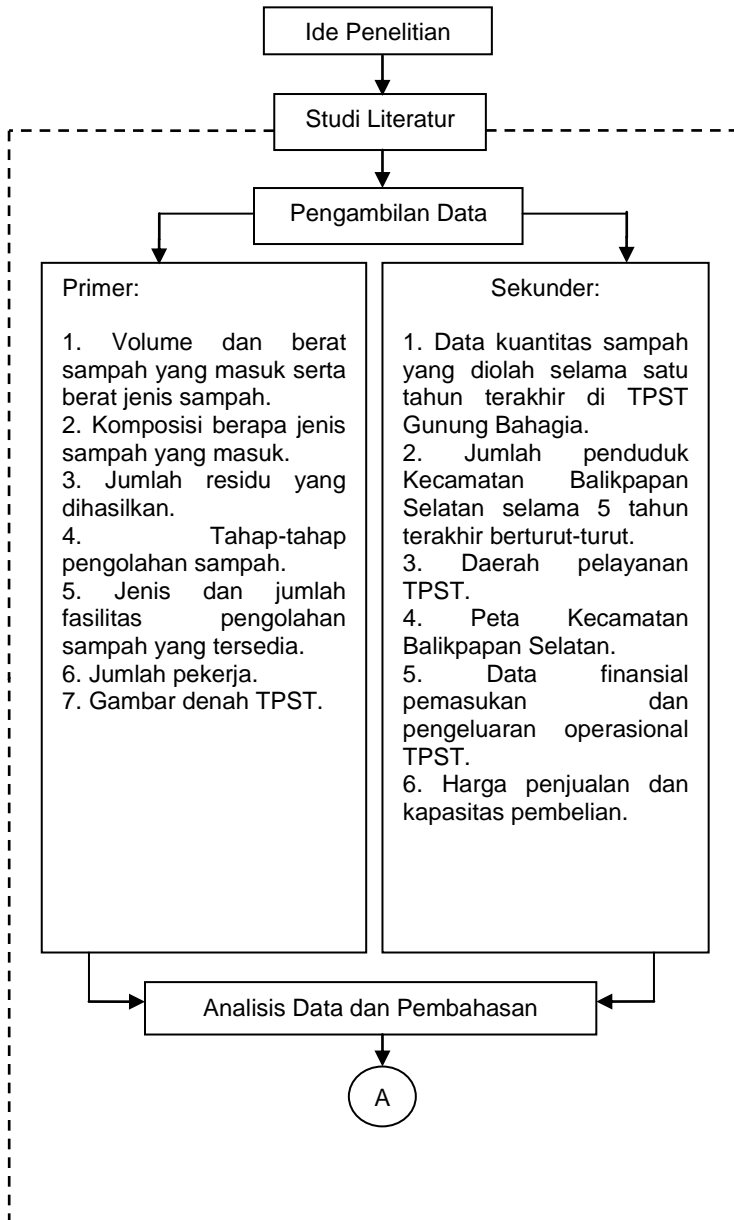 Ide Penelitian
Studi Literatur
Pengambilan Data
Primer:
1. Volume dan berat
sampah yang masuk serta
berat jenis sampah.
2. Komposisi berapa jenis
sampah yang masuk.
3. Jumlah residu yang
dihasilkan.
4. Tahap-tahap
pengolahan sampah.
5. Jenis dan jumlah
fasilitas pengolahan
sampah yang tersedia.
6. Jumlah pekerja.
7. Gambar denah TPST.
Sekunder:
1. Data kuantitas sampah
yang diolah selama satu
tahun terakhir di TPST
Gunung Bahagia.
2. Jumlah penduduk
Kecamatan Balikpapan
Selatan selama 5 tahun
terakhir berturut-turut.
3. Daerah pelayanan
TPST.
4. Peta Kecamatan
Balikpapan Selatan.
5. Data finansial
pemasukan dan
pengeluaran operasional
TPST.
6. Harga penjualan dan
kapasitas pembelian.
Analisis Data dan Pembahasan
A